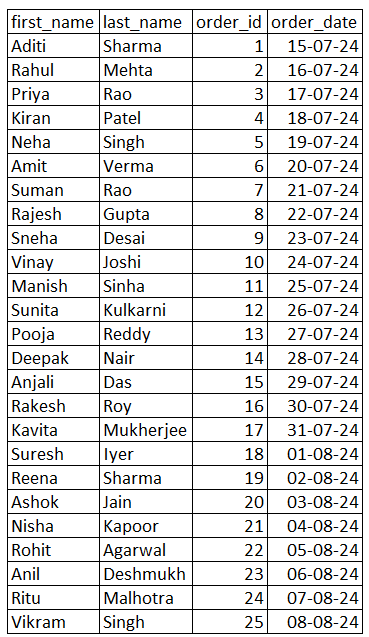 first_name last_name order_id order_date
Aditi Sharma 1 15-07-24
Rahul Mehta 2 16-07-24
Priya Rao 3 17-07-24
Kiran Patel 4 18-07-24
Neha Singh 5 19-07-24
Amit Verma 6 20-07-24
Suman Rao 7 21-07-24
Rajesh Gupta 8 22-07-24
Sneha Desai 9 23-07-24
Vinay Joshi 10 24-07-24
Manish Sinha 11 25-07-24
Sunita Kulkarni 12 26-07-24
Pooja Reddy 13 27-07-24
Deepak Nair 14 28-07-24
Anjali Das 15 29-07-24
Rakesh Roy 16 30-07-24
Kavita Mukherjee 17 31-07-24
Suresh Iyer 18 01-08-24
Reena Sharma 19 02-08-24
Ashok Jain 20 03-08-24
Nisha Kapoor 21 04-08-24
Rohit Agarwal 22 05-08-24
Anil Deshmukh 23 06-08-24
Ritu Malhotra 24 07-08-24
Vikram Singh 25 08-08-24